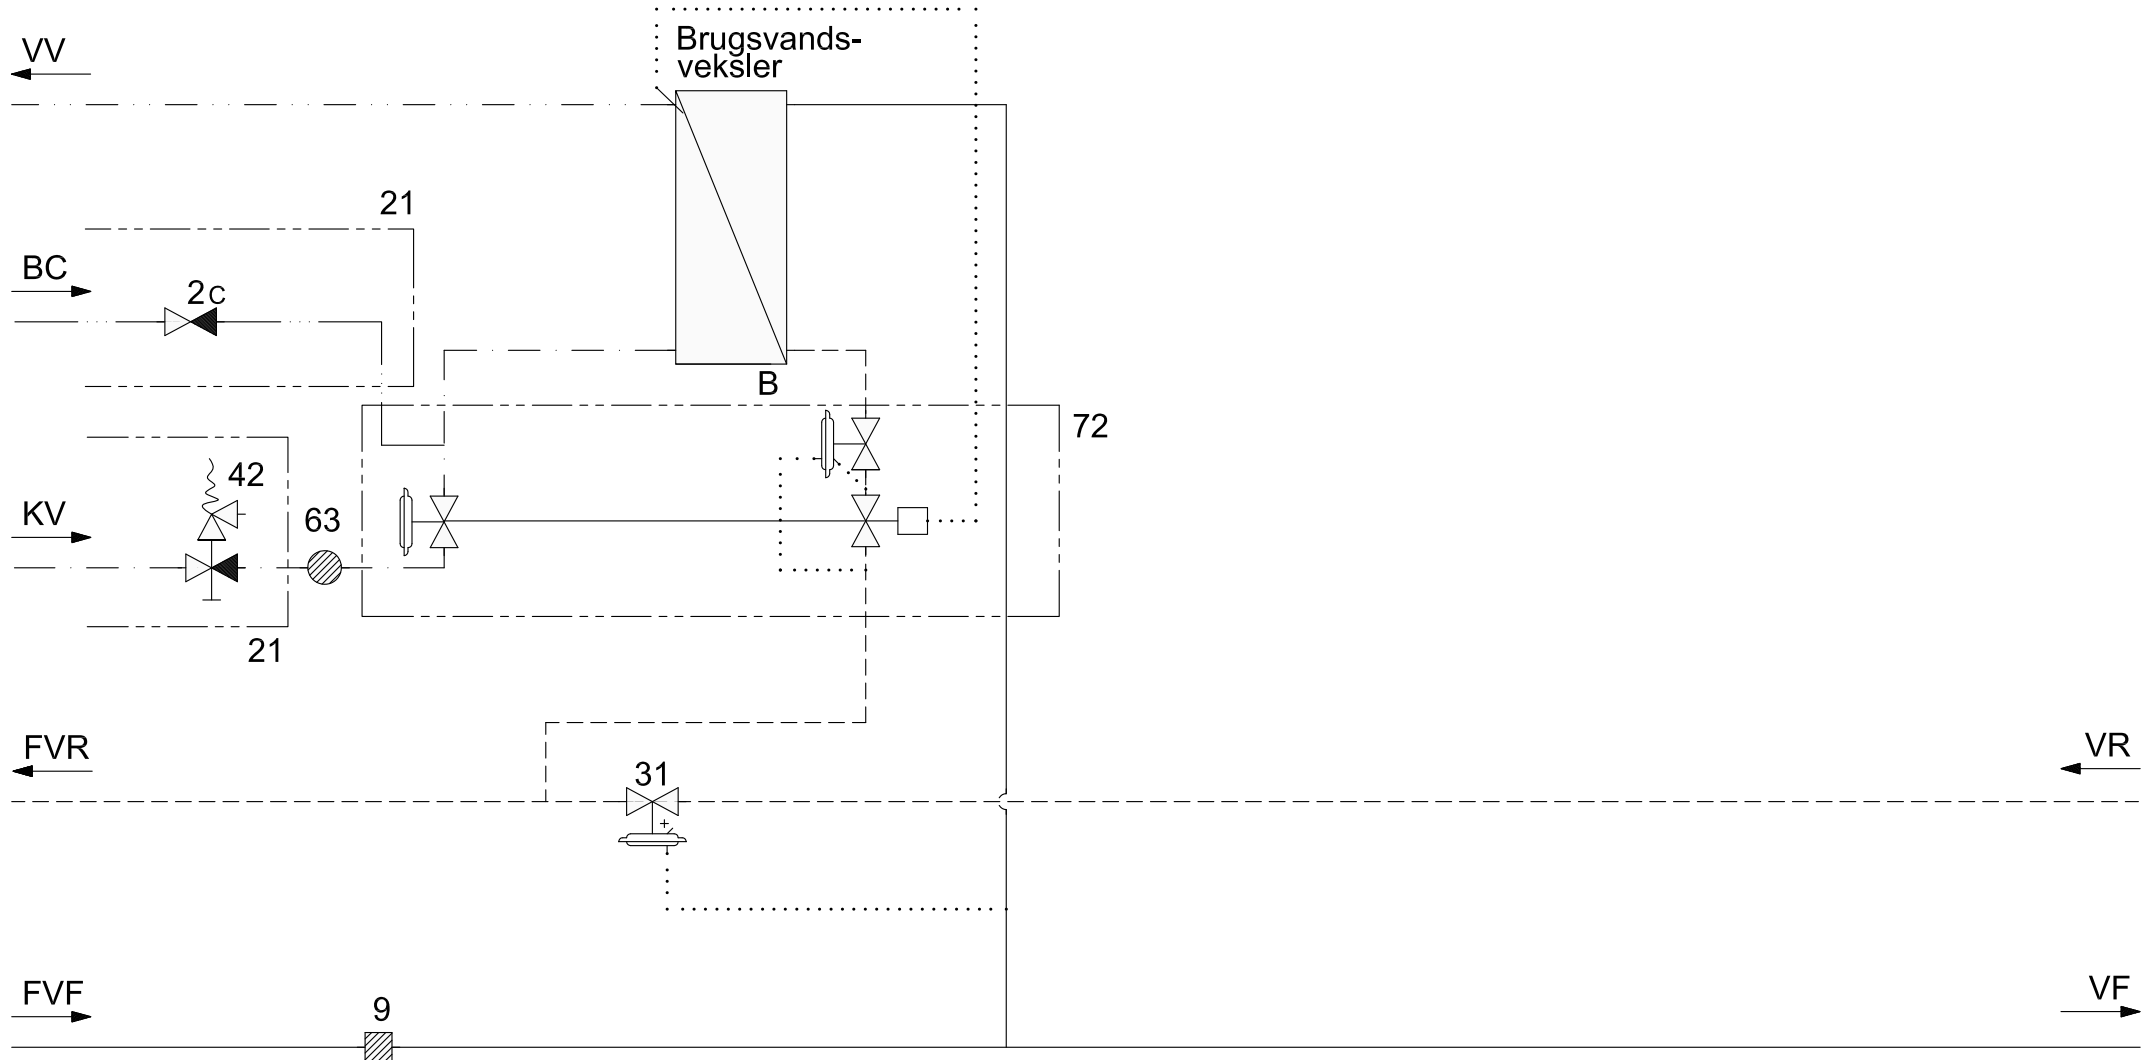 VV
Brugsvands-
veksler
21
BC
2C
B
72
42
KV
63
21
FVR
31
+
VR
FVF
9
VF